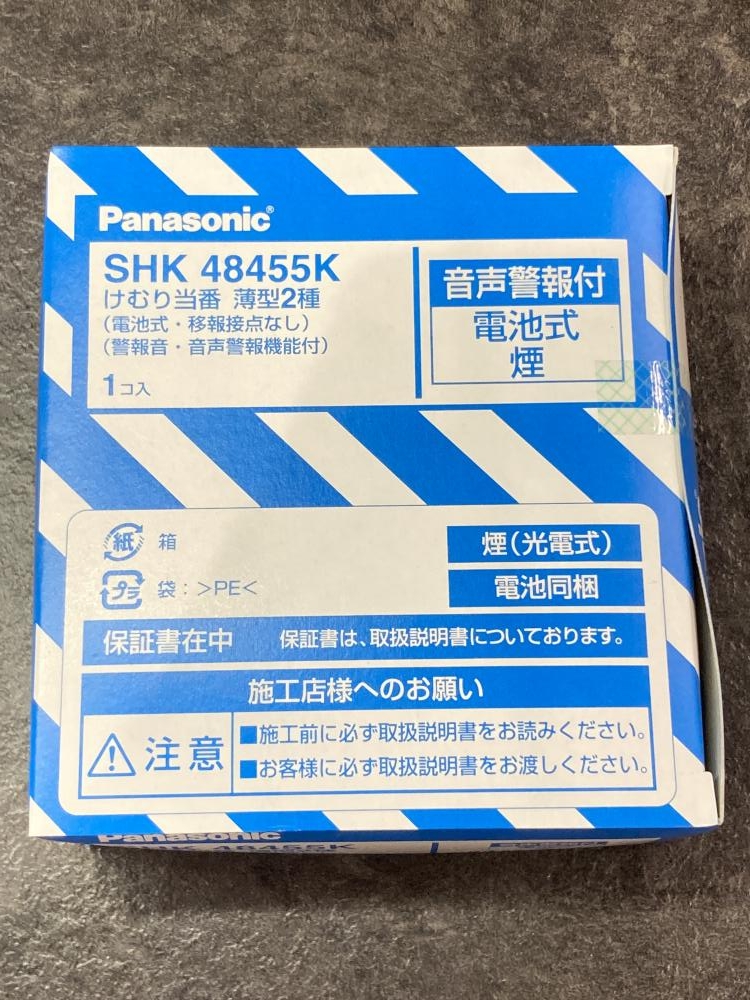 Panasonic®
SHK 48455K
けむり当番 薄型2種
(電池式・移報接点なし)
(警報音・音声警報機能付)
1コ入
音声警報付
電池式
煙
紙 箱
プラ 袋:>PE<
煙(光電式)
電池同梱
保証書在中 保証書は、取扱説明書についております。
施工店様へのお願い
注意
■施工前に必ず取扱説明書をお読みください。
■お客様に必ず取扱説明書をお渡しください。
Panasonic
SHK 48455K